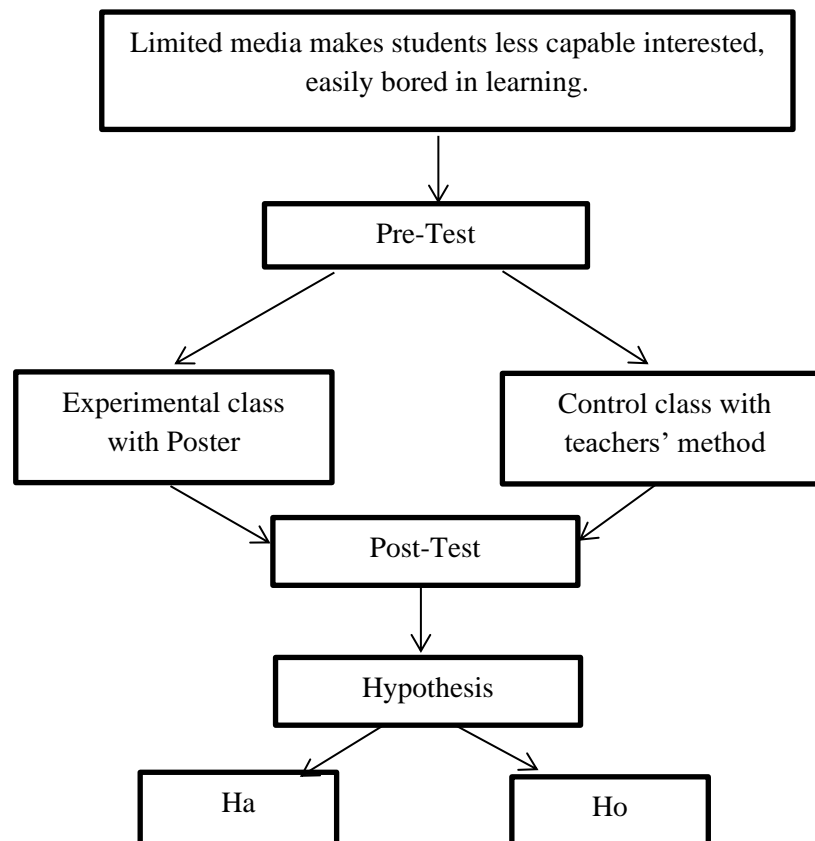 Limited media makes students less capable interested,
easily bored in learning.
Pre-Test
Experimental class
with Poster
Control class with
teachers’ method
Post-Test
Hypothesis
Ha
Ho